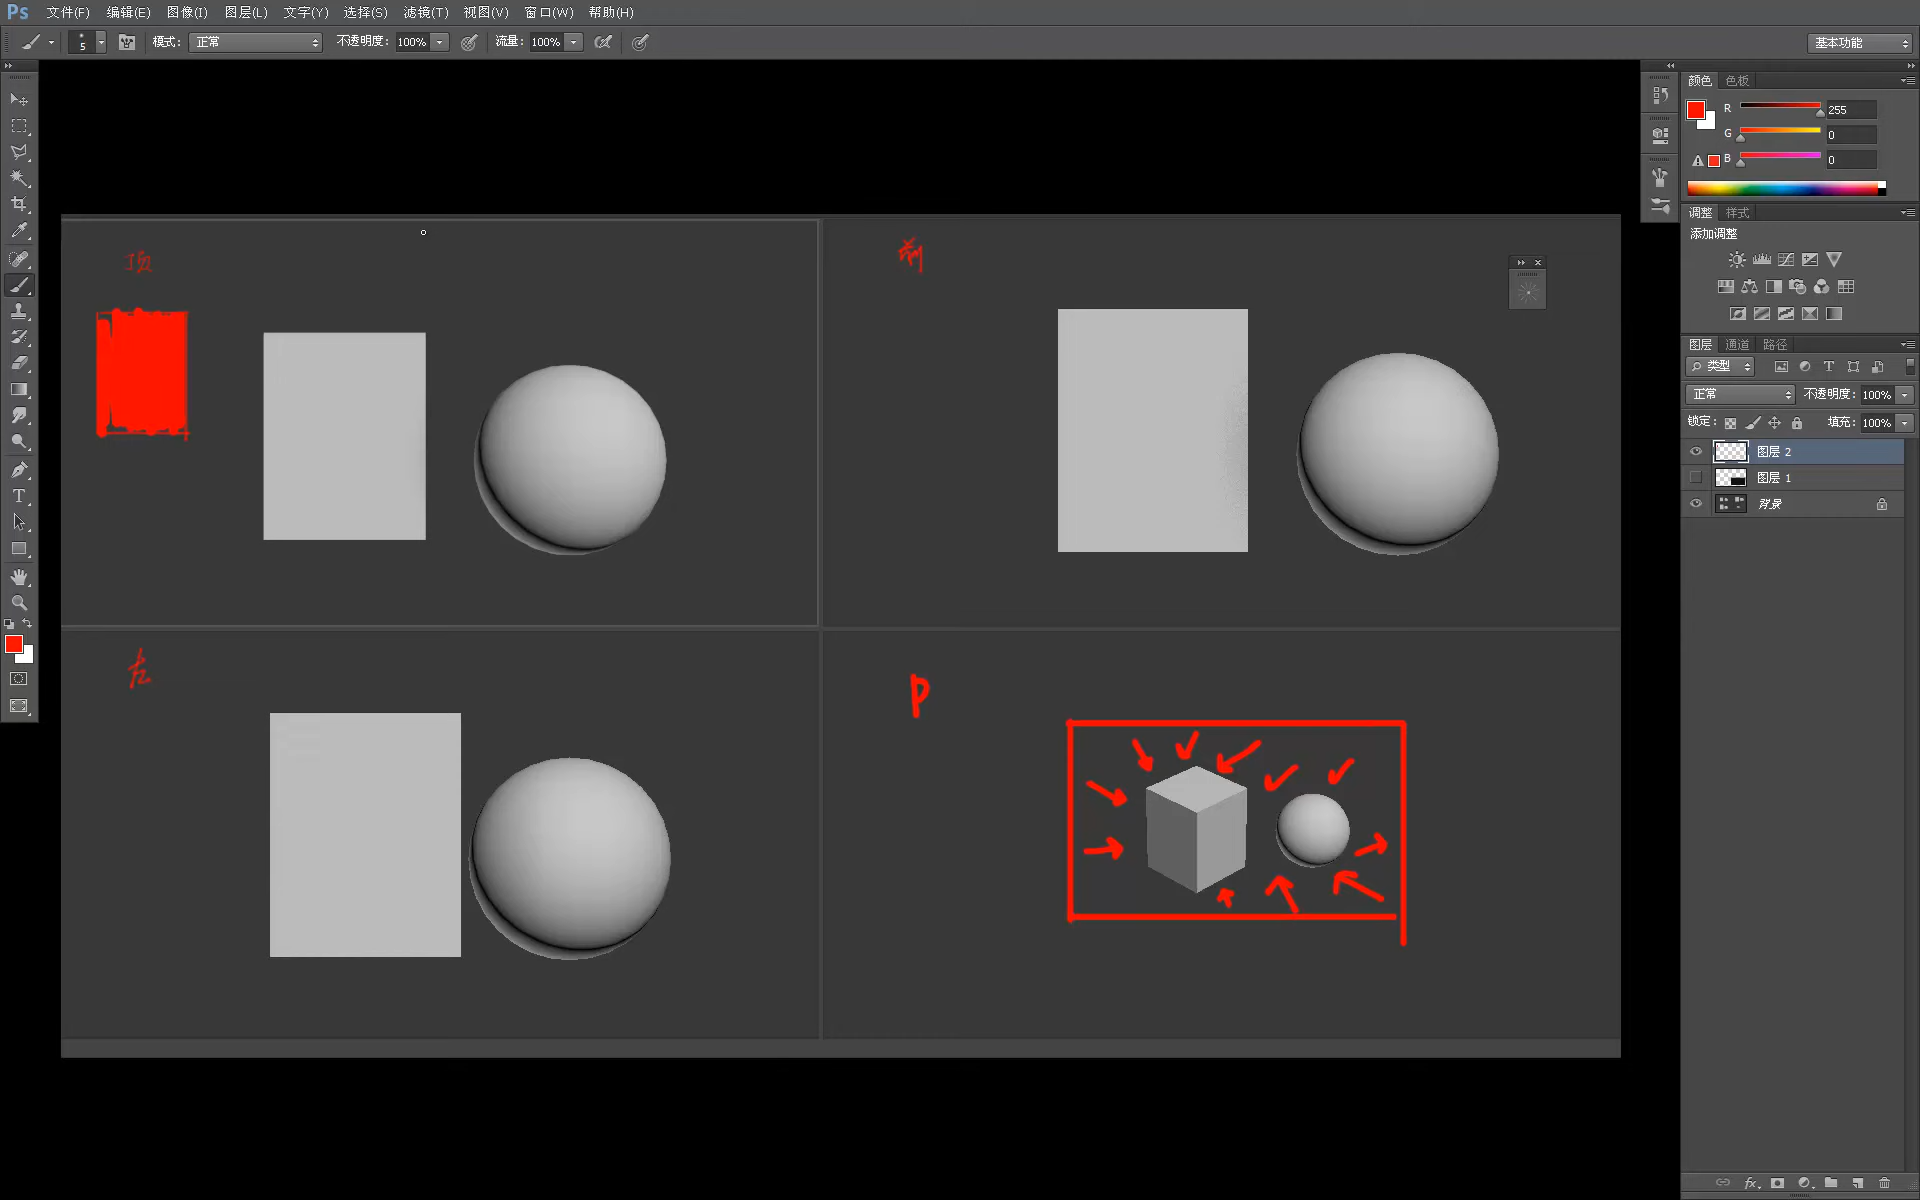 Ps 文件(F) 编辑(E) 图像(I) 图层(L) 文字(Y) 选择(S) 滤镜(T) 视图(V) 窗口(W) 帮助(H)
5 模式: 正常 不透明度: 100% 流量: 100% 基本功能
颜色 色板
R 255
G 0
B 0
调整 样式
添加调整
图层 通道 路径
类型
正常 不透明度: 100%
锁定: 填充: 100%
图层 2
图层 1
背景
顶
前
左
P